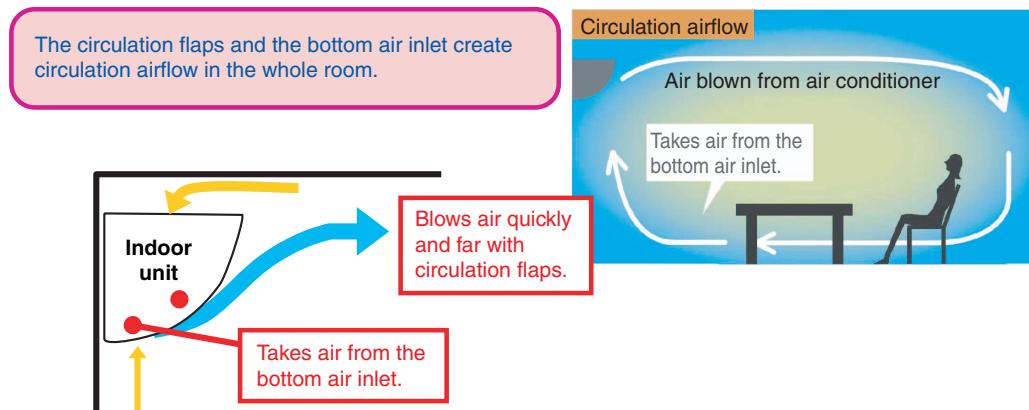 The circulation flaps and the bottom air inlet create
circulation airflow in the whole room.
Circulation airflow
Air blown from air conditioner
Takes air from the
bottom air inlet.
Indoor
unit
Blows air quickly
and far with
circulation flaps.
Takes air from the
bottom air inlet.